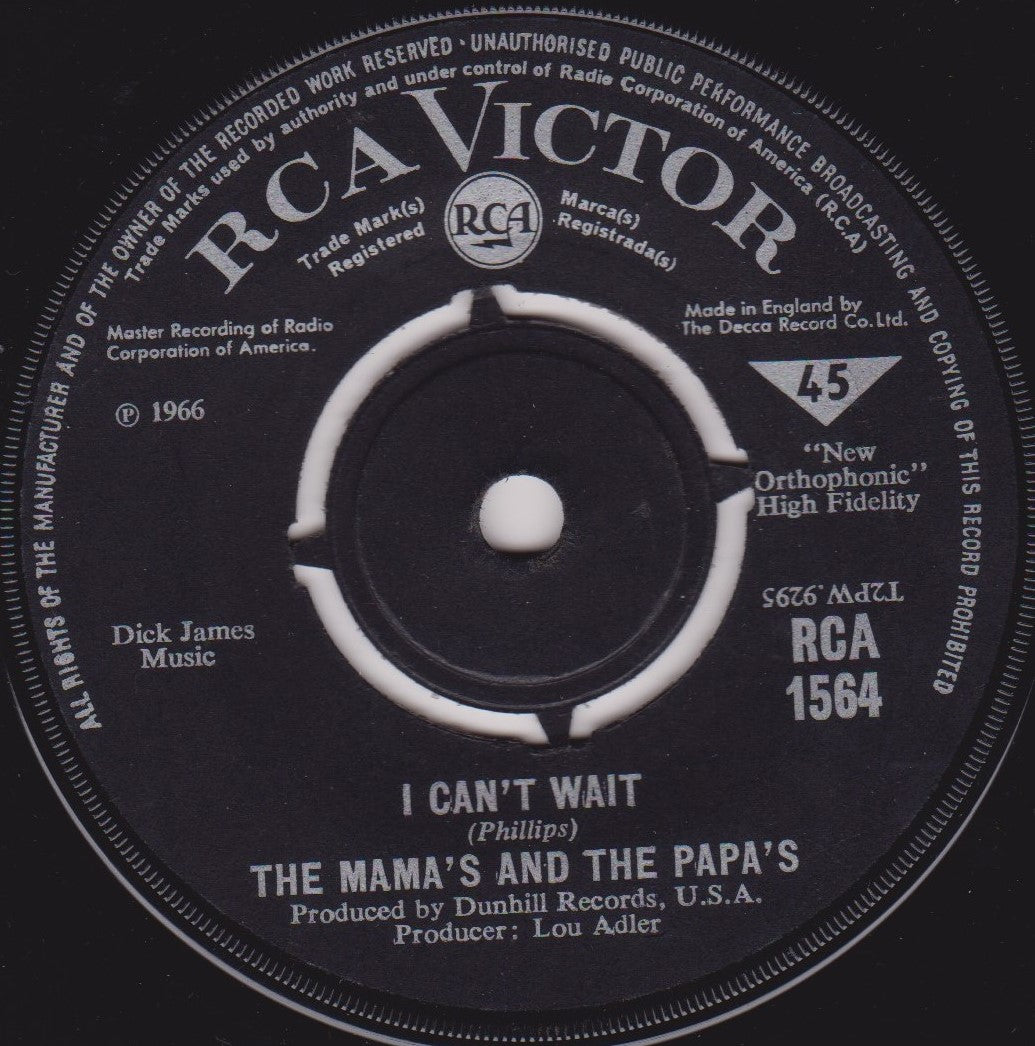 ALL RIGHTS OF THE MANUFACTURER AND OF THE OWNER OF THE RECORDED WORK RESERVED · UNAUTHORISED PUBLIC PERFORMANCE BROADCASTING AND COPYING OF THIS RECORD PROHIBITED
Trade Marks used by authority and under control of Radio Corporation of America (R.C.A)
RCA VICTOR
Trade Mark(s)
Registered
RCA
Marca(s)
Registrada(s)
Master Recording of Radio
Corporation of America.
Made in England by
The Decca Record Co. Ltd.
45
℗ 1966
"New
Orthophonic"
High Fidelity
T2PW.9295
Dick James
Music
RCA
1564
I CAN'T WAIT
(Phillips)
THE MAMA'S AND THE PAPA'S
Produced by Dunhill Records, U.S.A.
Producer: Lou Adler